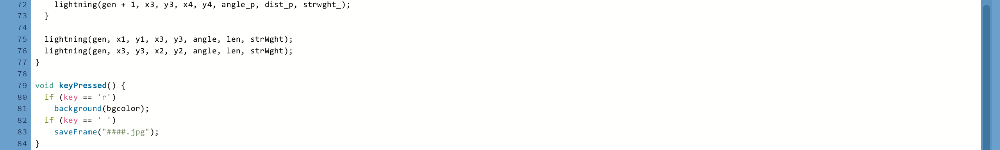 72 lightning(gen + 1, x3, y3, x4, y4, angle_p, dist_p, strwght_);
73 }
74
75 lightning(gen, x1, y1, x3, y3, angle, len, strWght);
76 lightning(gen, x3, y3, x2, y2, angle, len, strWght);
77 }
78
79 void keyPressed() {
80 if (key == 'r')
81 background(bgcolor);
82 if (key == ' ')
83 saveFrame("####.jpg");
84 }